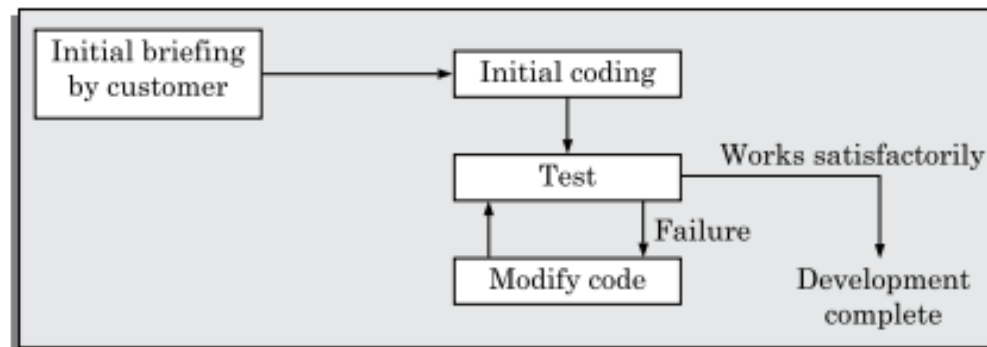 Initial briefing
by customer
Initial coding
Test
Works satisfactorily
Failure
Modify code
Development
complete